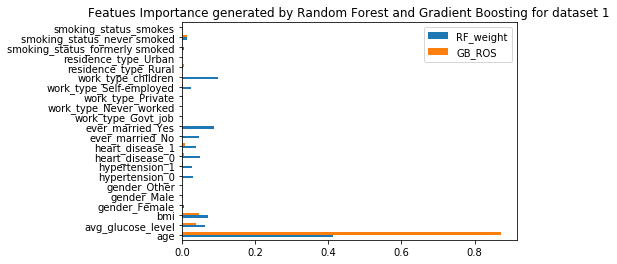 Featues Importance generated by Random Forest and Gradient Boosting for dataset 1
RF_weight
GB_ROS
smoking_status_smokes
smoking_status_never smoked
smoking_status_formerly smoked
residence_type_Urban
residence_type_Rural
work_type_children
work_type_Self-employed
work_type_Private
work_type_Never_worked
work_type_Govt_job
ever_married_Yes
ever_married_No
heart_disease_1
heart_disease_0
hypertension_1
hypertension_0
gender_Other
gender_Male
gender_Female
bmi
avg_glucose_level
age
0.0 0.2 0.4 0.6 0.8